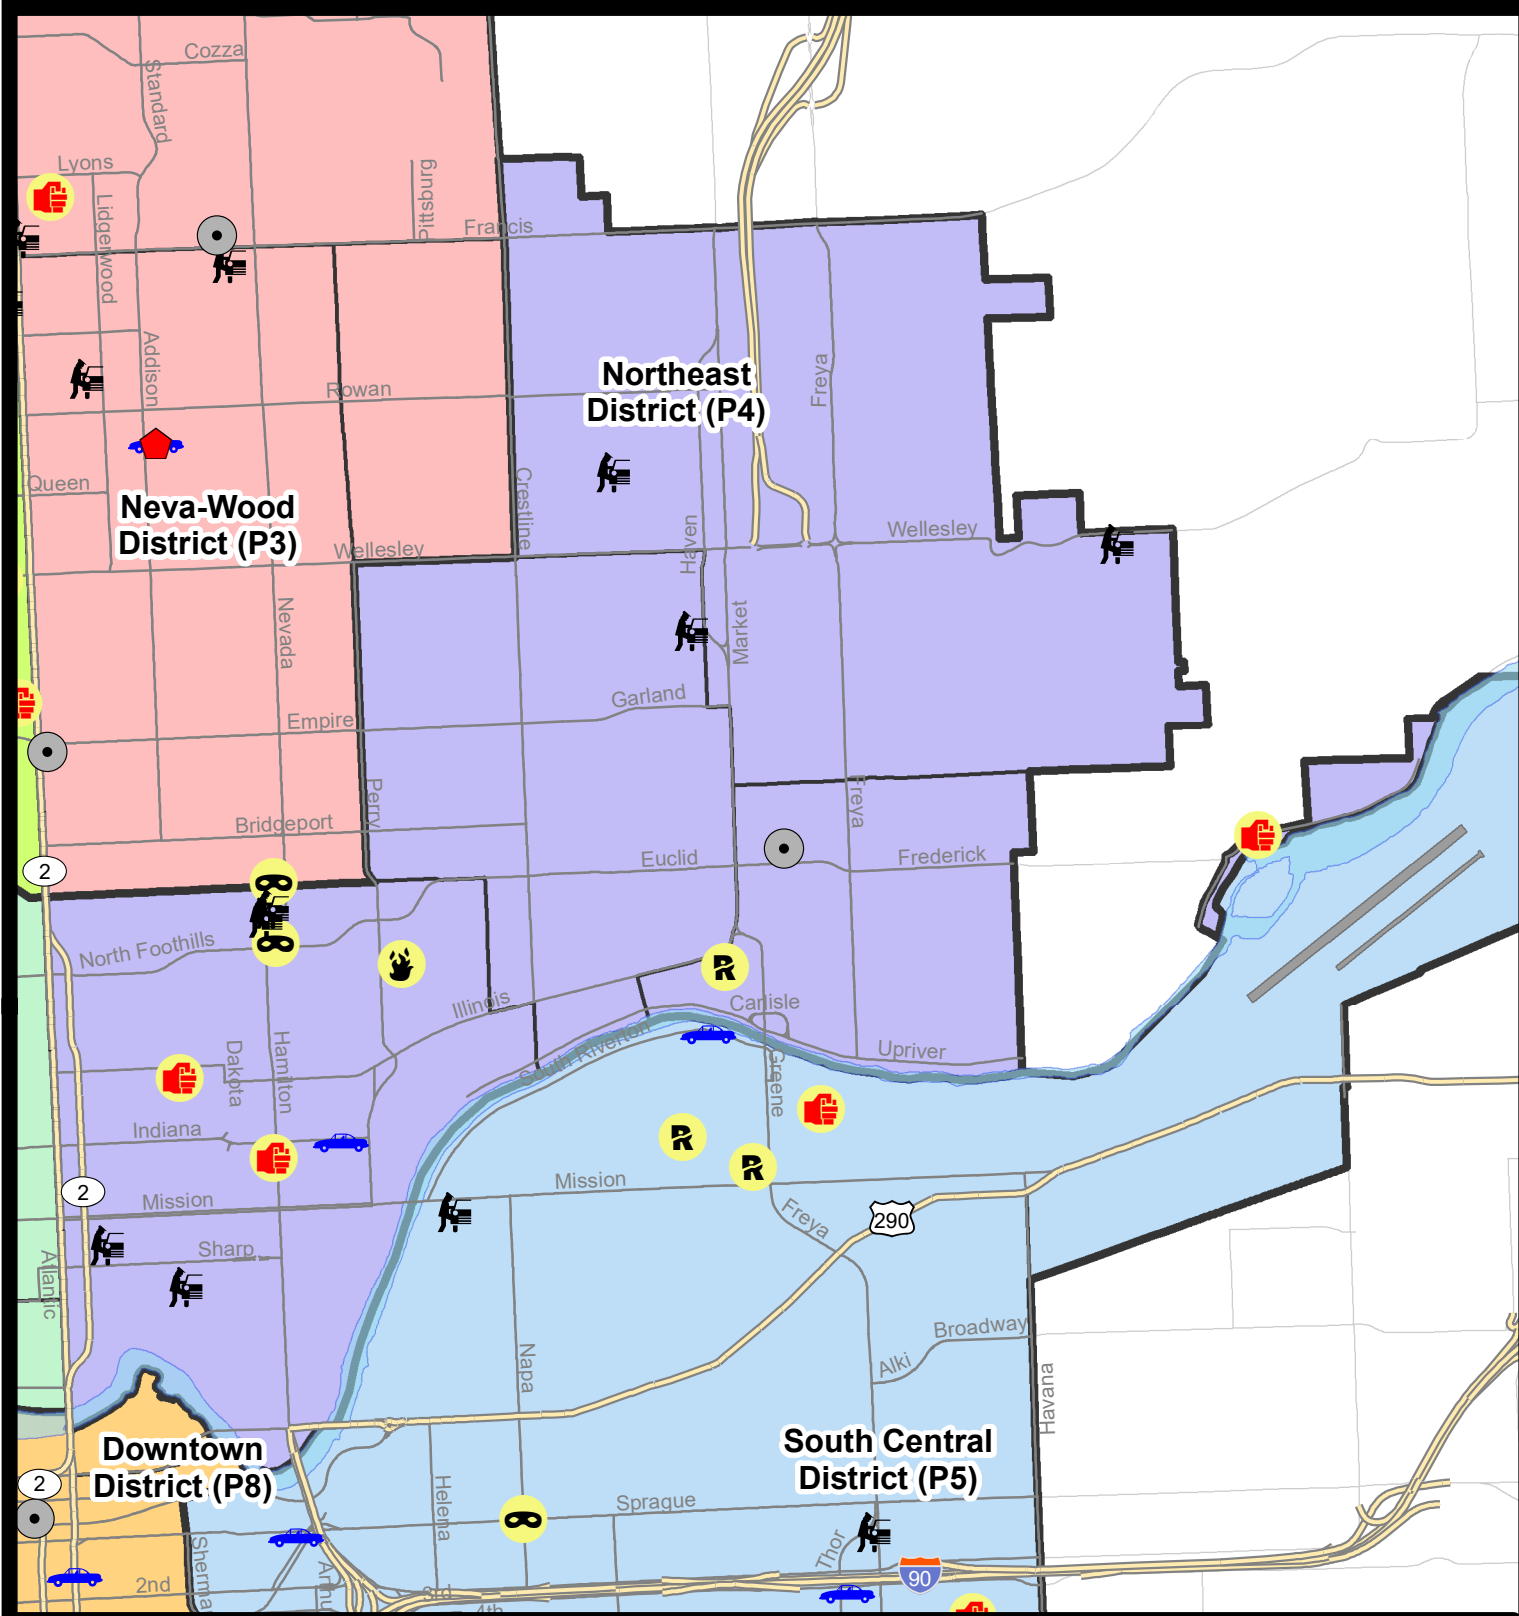 Cozza
Standard
Lyons
Lidgerwood
Pittsburg
Francis
Addison
Rowan
Freya
Northeast
District (P4)
Queen
Crestline
Neva-Wood
District (P3)
Wellesley
Haven
Wellesley
Nevada
Market
Garland
Empire
Perry
Freya
Bridgeport
Euclid
Frederick
2
North Foothills
Illinois
Carlisle
South Riverton
Upriver
Dakota
Hamilton
Greene
Indiana
2
Mission
Mission
Freya
290
Sharp
Atlantic
Broadway
Napa
Alki
Havana
Downtown
District (P8)
South Central
District (P5)
2
Helena
Sprague
Thor
90
2nd
3rd
4th